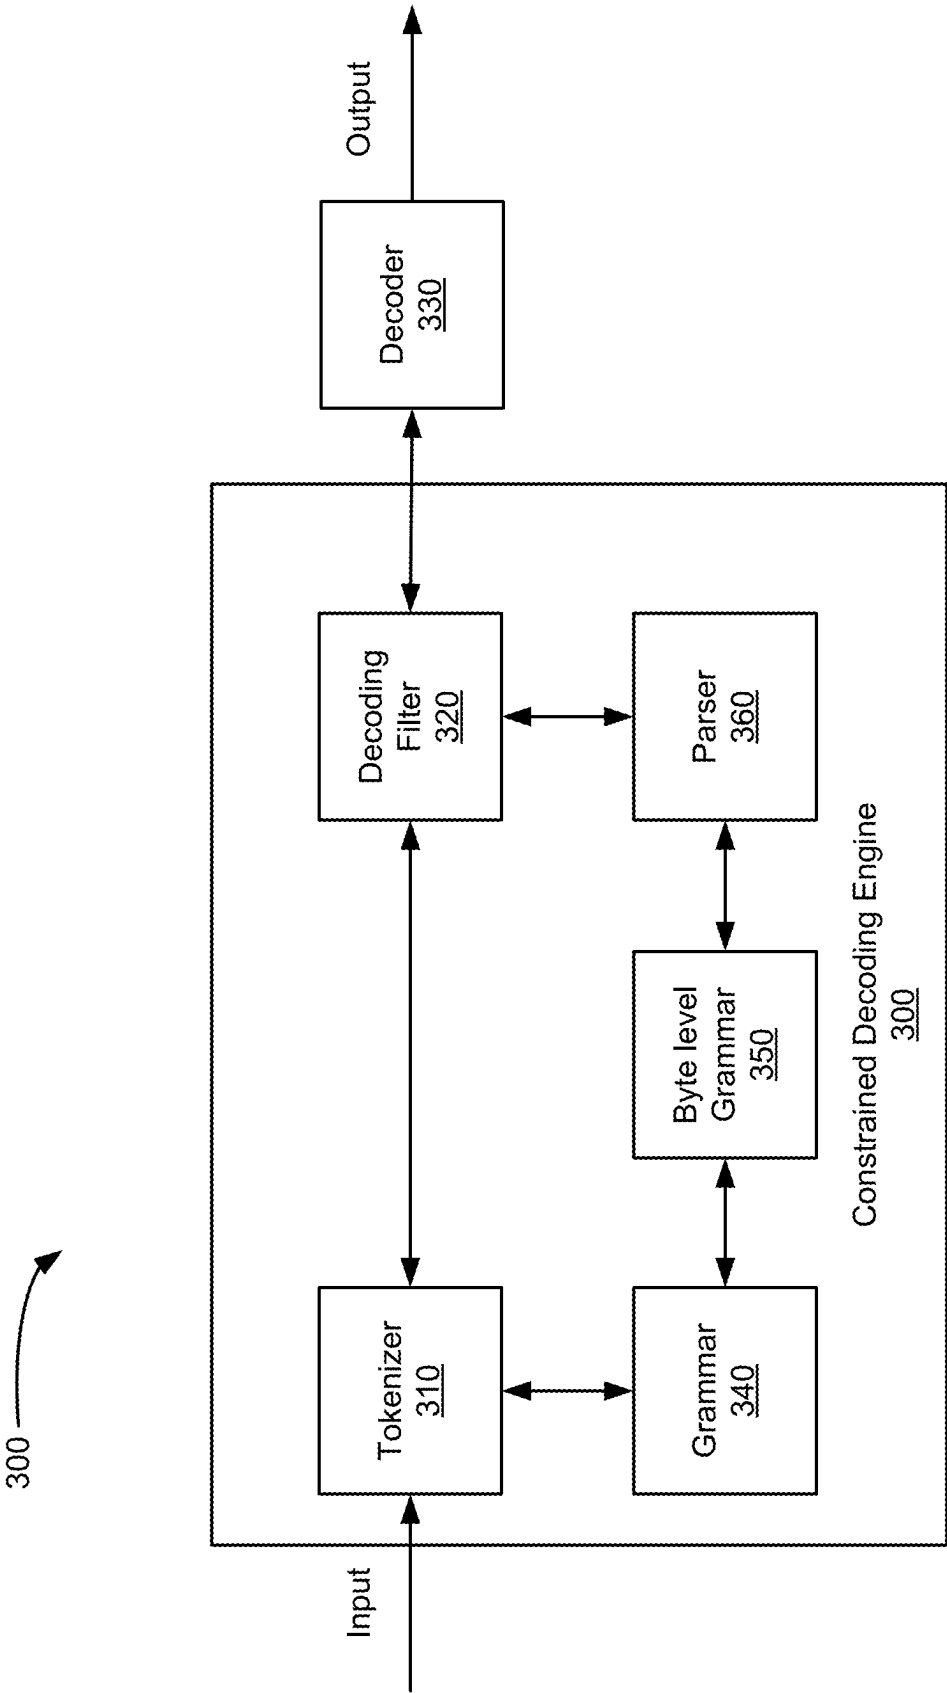 300
Input
Tokenizer
310
Decoding
Filter
320
Decoder
330
Output
Grammar
340
Byte level
Grammar
350
Parser
360
Constrained Decoding Engine
300